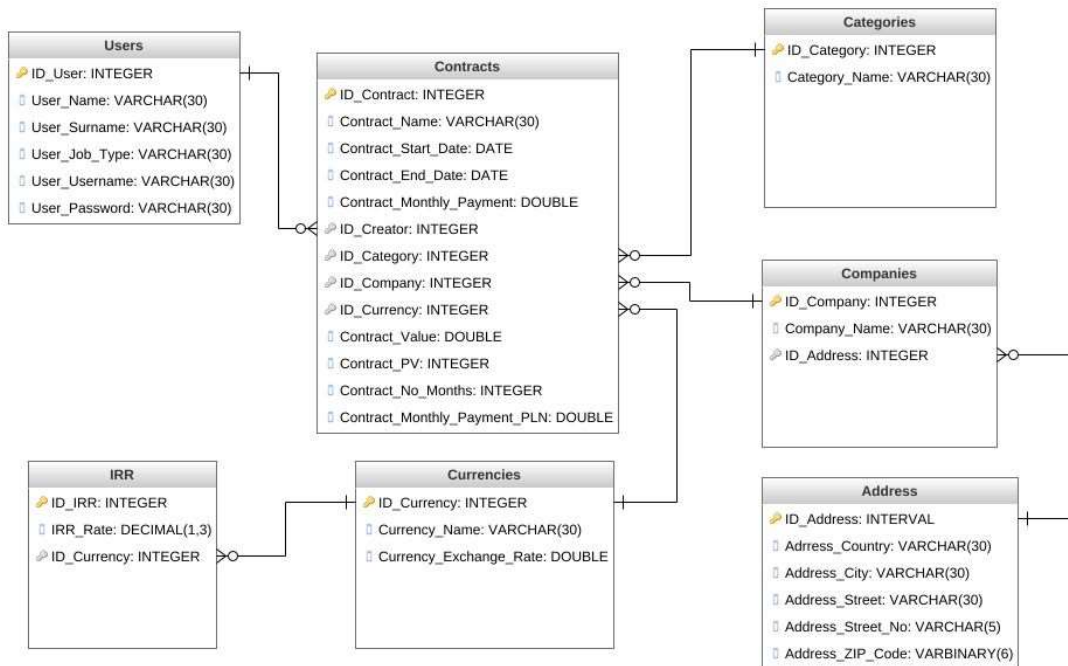 Users
ID_User: INTEGER
User_Name: VARCHAR(30)
User_Surname: VARCHAR(30)
User_Job_Type: VARCHAR(30)
User_Username: VARCHAR(30)
User_Password: VARCHAR(30)
Contracts
ID_Contract: INTEGER
Contract_Name: VARCHAR(30)
Contract_Start_Date: DATE
Contract_End_Date: DATE
Contract_Monthly_Payment: DOUBLE
ID_Creator: INTEGER
ID_Category: INTEGER
ID_Company: INTEGER
ID_Currency: INTEGER
Contract_Value: DOUBLE
Contract_PV: INTEGER
Contract_No_Months: INTEGER
Contract_Monthly_Payment_PLN: DOUBLE
Categories
ID_Category: INTEGER
Category_Name: VARCHAR(30)
Companies
ID_Company: INTEGER
Company_Name: VARCHAR(30)
ID_Address: INTEGER
IRR
ID_IRR: INTEGER
IRR_Rate: DECIMAL(1,3)
ID_Currency: INTEGER
Currencies
ID_Currency: INTEGER
Currency_Name: VARCHAR(30)
Currency_Exchange_Rate: DOUBLE
Address
ID_Address: INTERVAL
Adrress_Country: VARCHAR(30)
Address_City: VARCHAR(30)
Address_Street: VARCHAR(30)
Address_Street_No: VARCHAR(5)
Address_ZIP_Code: VARBINARY(6)